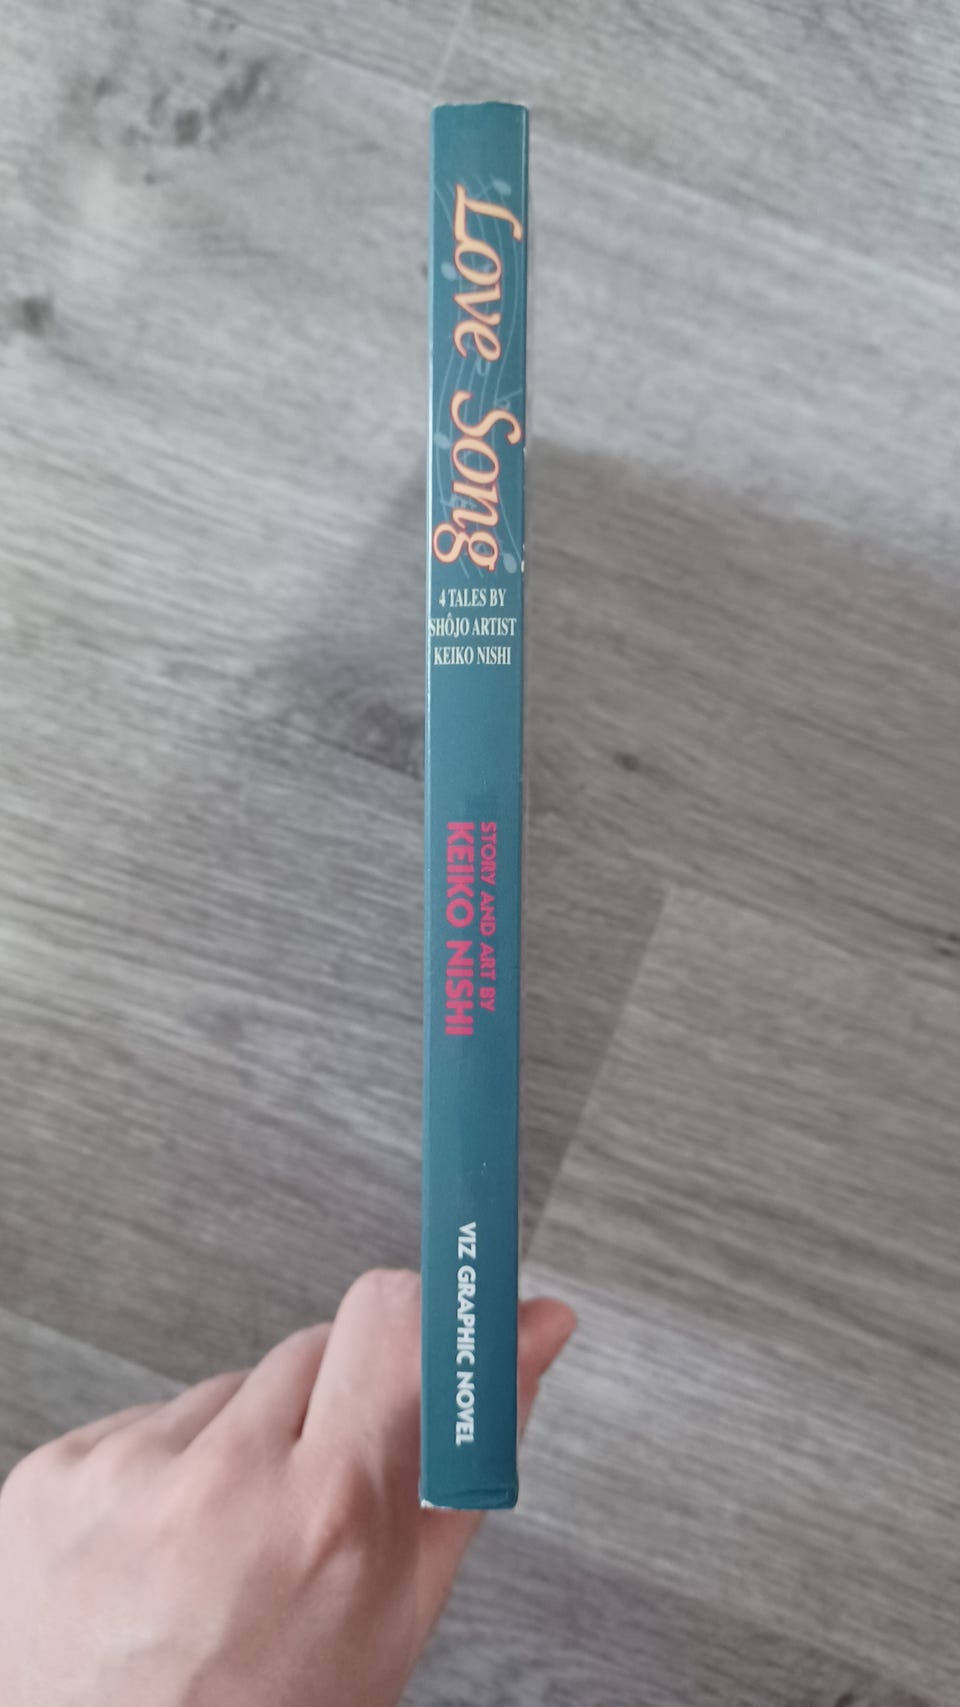 Love Song
4 TALES BY
SHÔJO ARTIST
KEIKO NISHI
STORY AND ART BY
KEIKO NISHI
VIZ GRAPHIC NOVEL